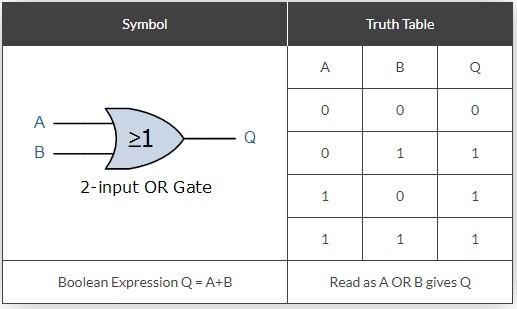 Symbol
Truth Table
A B Q
A
B
≥1
Q
2-input OR Gate
0 0 0
0 1 1
1 0 1
1 1 1
Boolean Expression Q = A+B
Read as A OR B gives Q